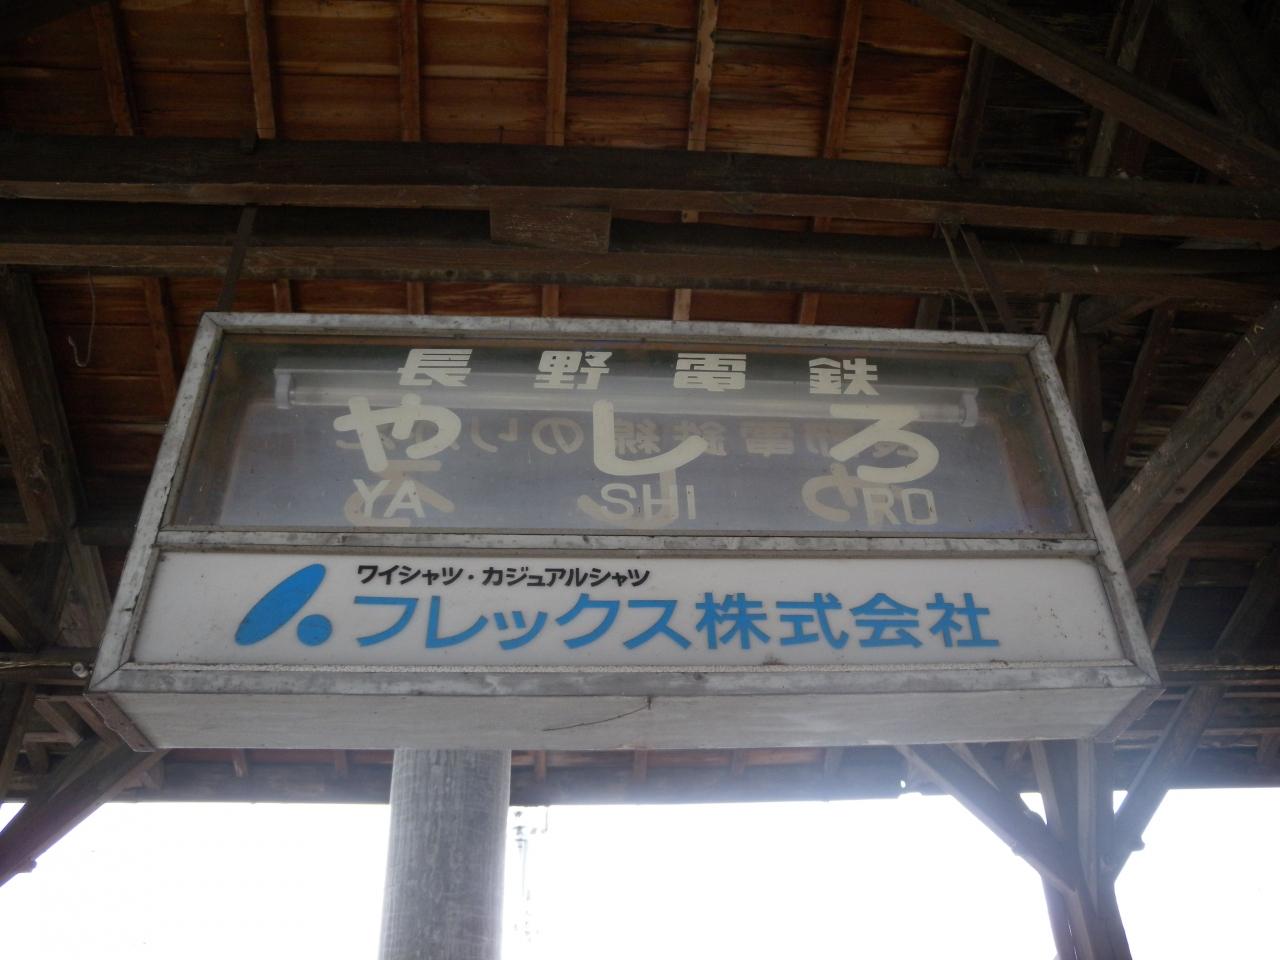 長野電鉄
やしろ
YA SHI RO
ワイシャツ・カジュアルシャツ
フレックス株式会社